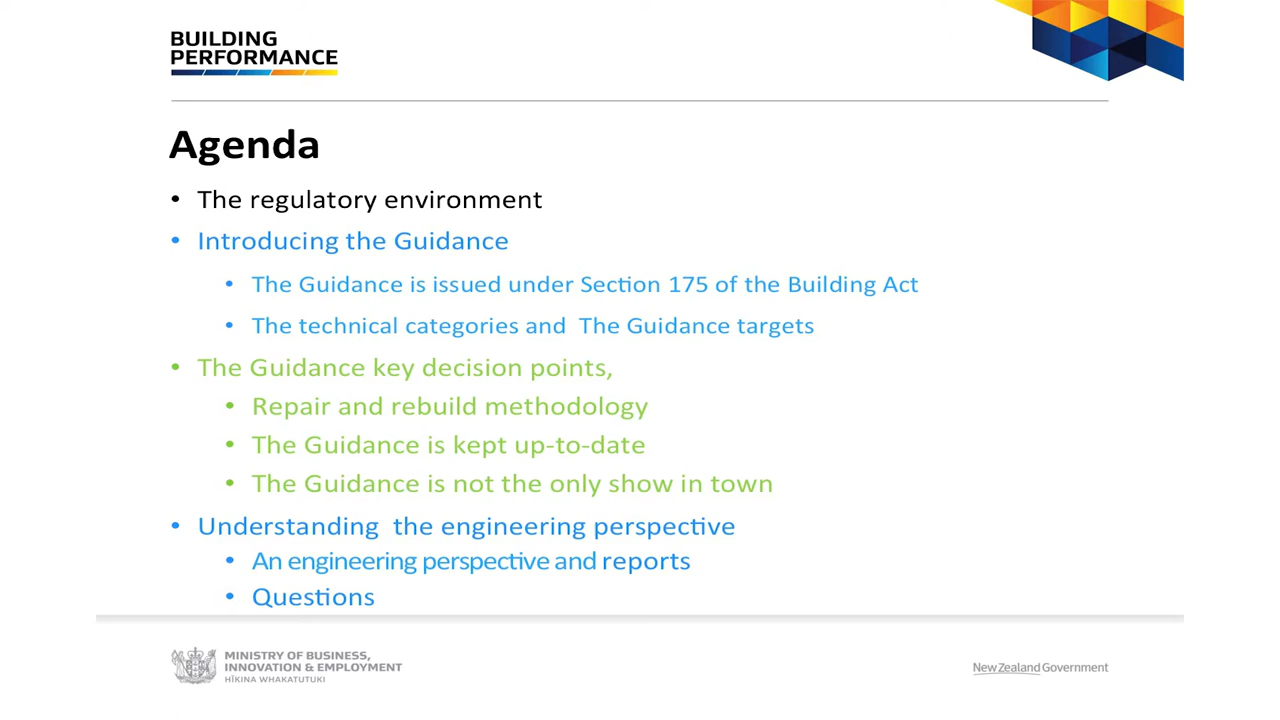 BUILDING
PERFORMANCE
Agenda
• The regulatory environment
• Introducing the Guidance
• The Guidance is issued under Section 175 of the Building Act
• The technical categories and  The Guidance targets
• The Guidance key decision points,
• Repair and rebuild methodology
• The Guidance is kept up-to-date
• The Guidance is not the only show in town
• Understanding  the engineering perspective
• An engineering perspective and reports
• Questions
MINISTRY OF BUSINESS,
INNOVATION & EMPLOYMENT
HĪKINA WHAKATUTUKI
New Zealand Government